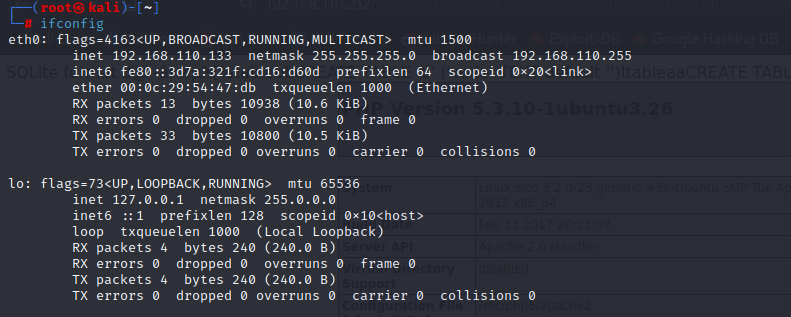 ┌──(root㉿kali)-[~]
└─# ifconfig
eth0: flags=4163<UP,BROADCAST,RUNNING,MULTICAST>  mtu 1500
        inet 192.168.110.133  netmask 255.255.255.0  broadcast 192.168.110.255
        inet6 fe80::3d7a:321f:cd16:d60d  prefixlen 64  scopeid 0×20<link>
        ether 00:0c:29:54:47:db  txqueuelen 1000  (Ethernet)
        RX packets 13  bytes 10938 (10.6 KiB)
        RX errors 0  dropped 0  overruns 0  frame 0
        TX packets 33  bytes 10800 (10.5 KiB)
        TX errors 0  dropped 0 overruns 0  carrier 0  collisions 0

lo: flags=73<UP,LOOPBACK,RUNNING>  mtu 65536
        inet 127.0.0.1  netmask 255.0.0.0
        inet6 ::1  prefixlen 128  scopeid 0×10<host>
        loop  txqueuelen 1000  (Local Loopback)
        RX packets 4  bytes 240 (240.0 B)
        RX errors 0  dropped 0  overruns 0  frame 0
        TX packets 4  bytes 240 (240.0 B)
        TX errors 0  dropped 0 overruns 0  carrier 0  collisions 0
192.168.110.212
Hunter
Exploit-DB
Google Hacking DB
SQLite
)ItableaaCREATE TABL
Version 5.3.10-1ubuntu3.26
System
Linux zico 3.2.0-23-generic #36-Ubuntu SMP Tue Ap
2012 x86_64
Date
Feb 13 2017 20:21:07
Server API
Apache 2.0 Handler
Virtual Directory
Support
disabled
Configuration File